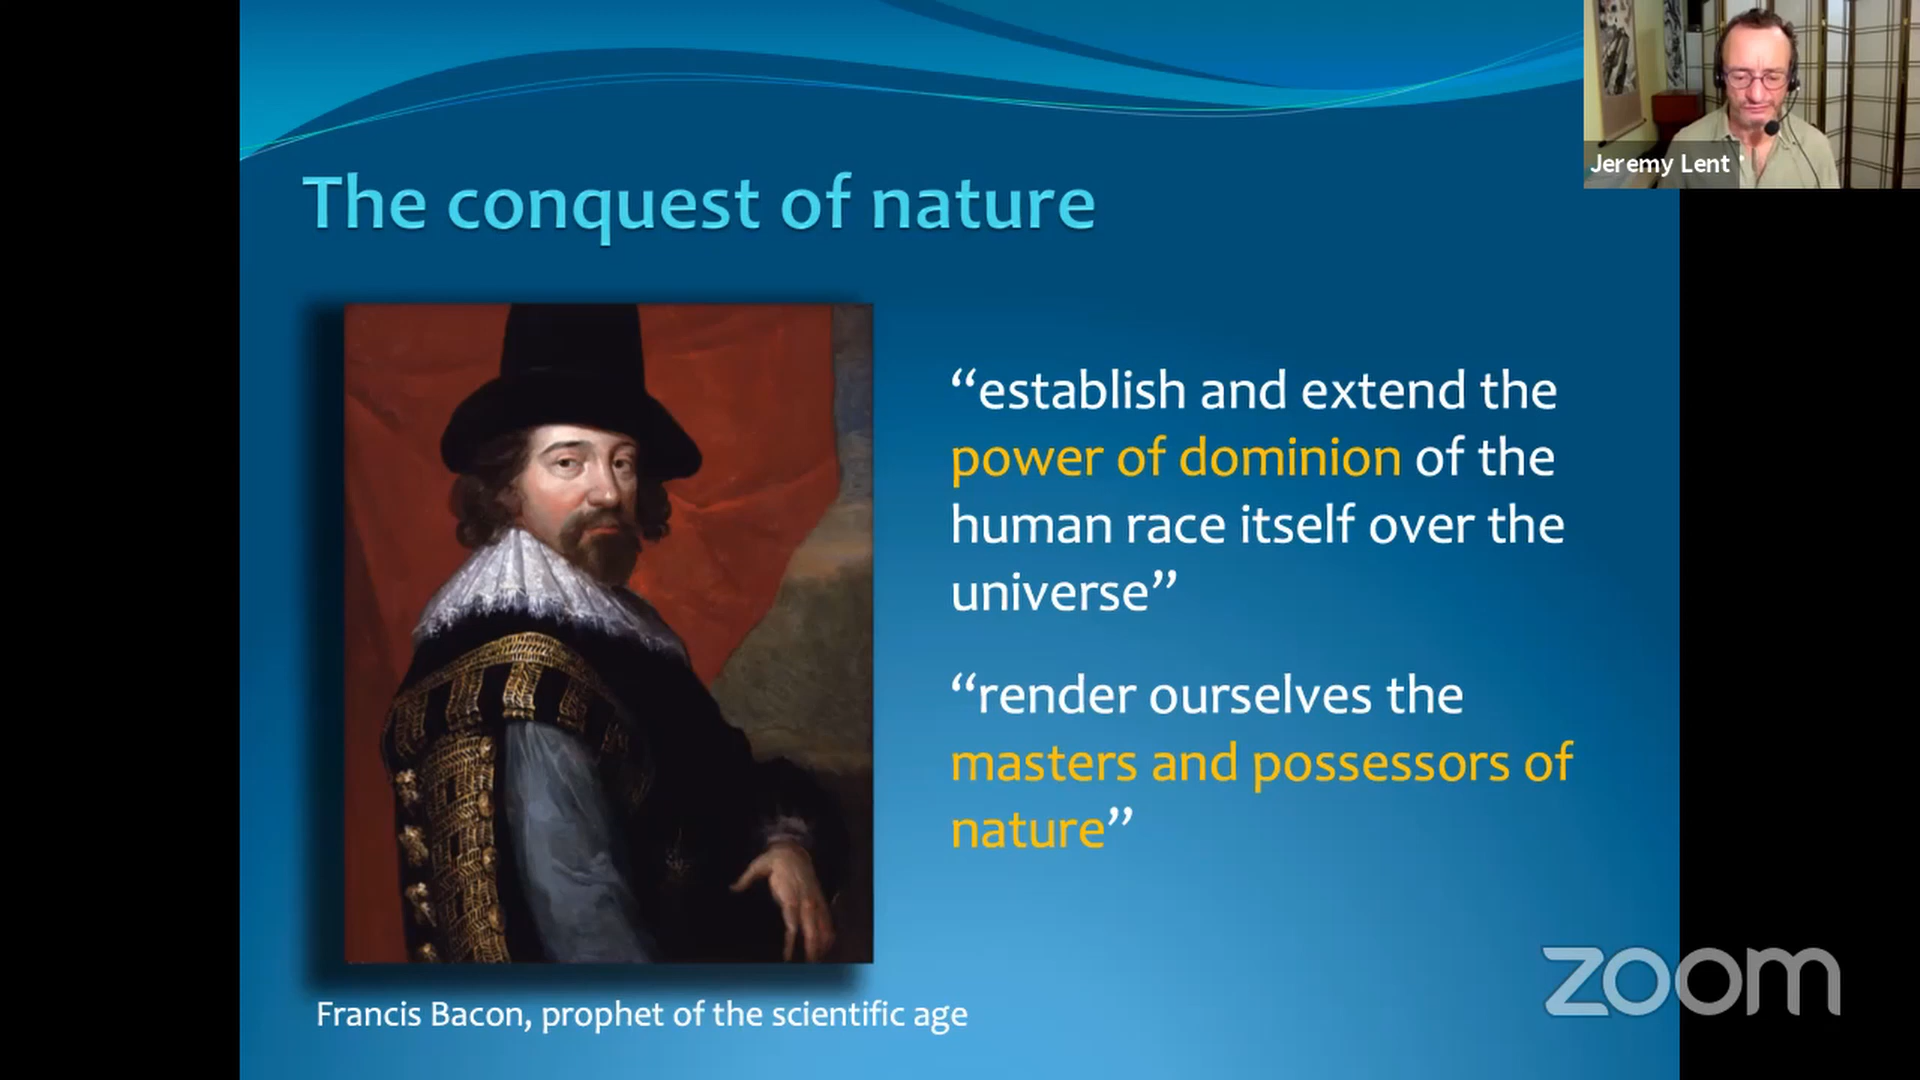 Jeremy Lent
The conquest of nature
“establish and extend the
power of dominion of the
human race itself over the
universe”
“render ourselves the
masters and possessors of
nature”
Francis Bacon, prophet of the scientific age
zoom